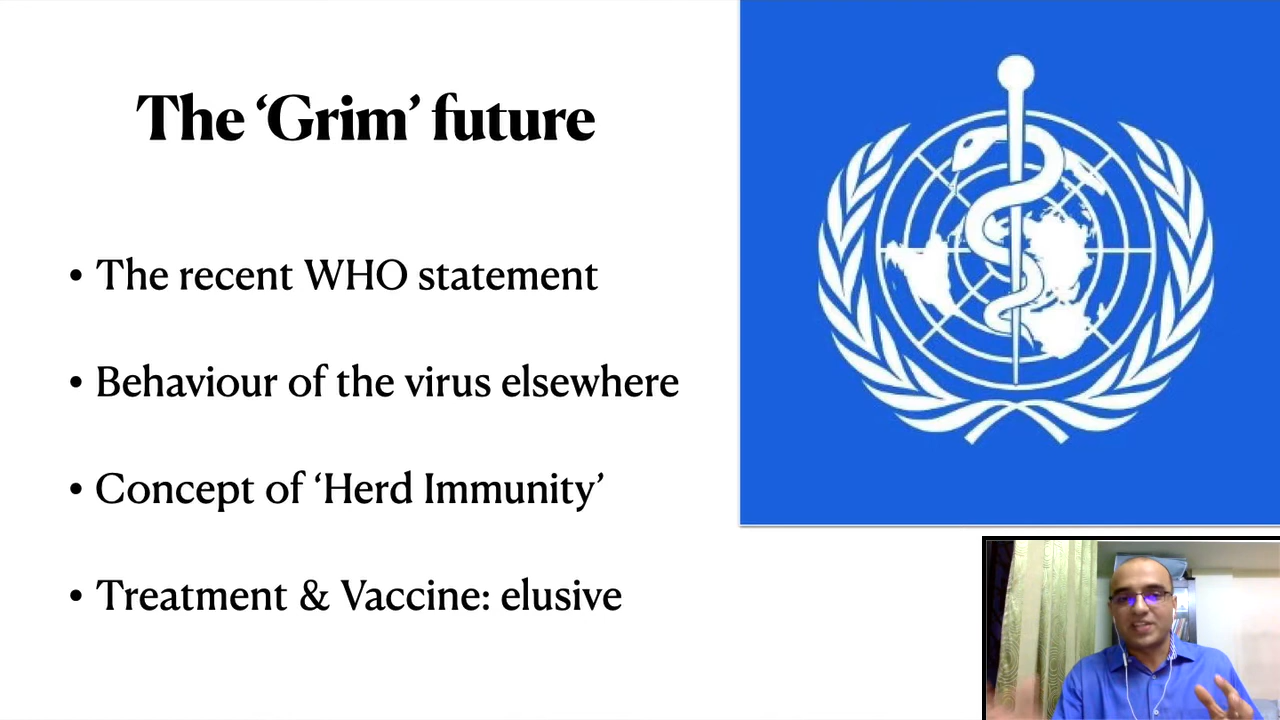 The ‘Grim’ future
• The recent WHO statement
• Behaviour of the virus elsewhere
• Concept of ‘Herd Immunity’
• Treatment & Vaccine: elusive